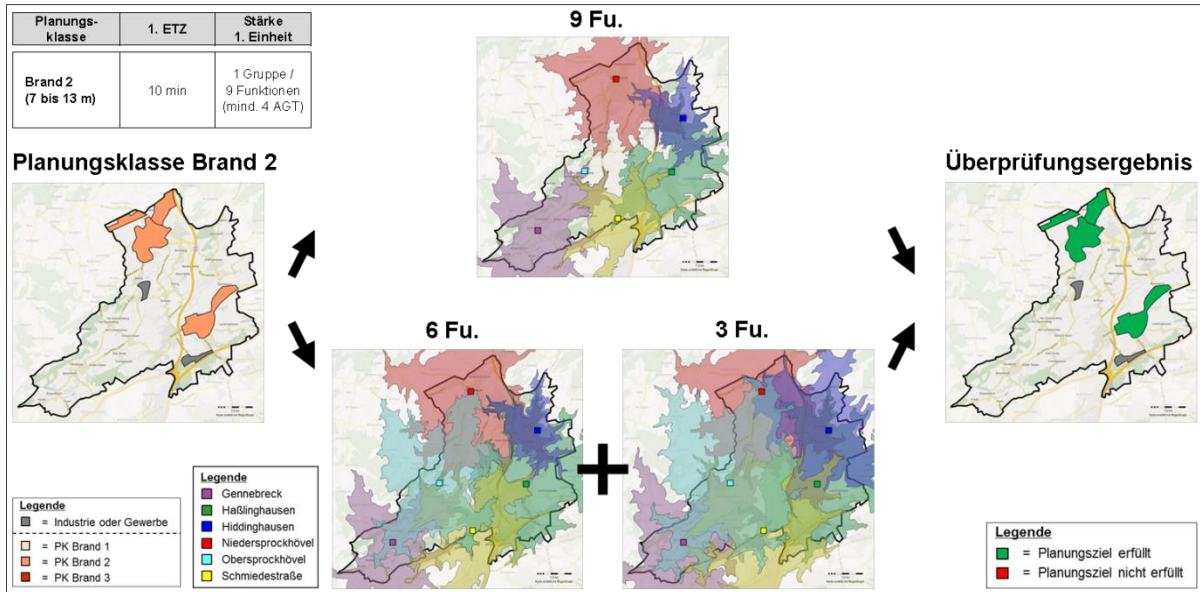 Planungs-
klasse
1. ETZ
Stärke
1. Einheit
Brand 2
(7 bis 13 m)
10 min
1 Gruppe /
9 Funktionen
(mind. 4 AGT)
9 Fu.
Planungsklasse Brand 2
Überprüfungsergebnis
6 Fu.
3 Fu.
Legende
= Industrie oder Gewerbe
= PK Brand 1
= PK Brand 2
= PK Brand 3
Legende
Gennebreck
Haßlinghausen
Hiddinghausen
Niedersprockhövel
Obersprockhövel
Schmiedestraße
Legende
= Planungsziel erfüllt
= Planungsziel nicht erfüllt